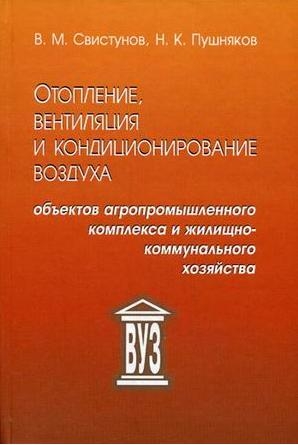 В. М. Свистунов, Н. К. Пушняков
Отопление,
вентиляция
и кондиционирование
воздуха
объектов агропромышленного
комплекса и жилищно-
коммунального
хозяйства
ВУЗ